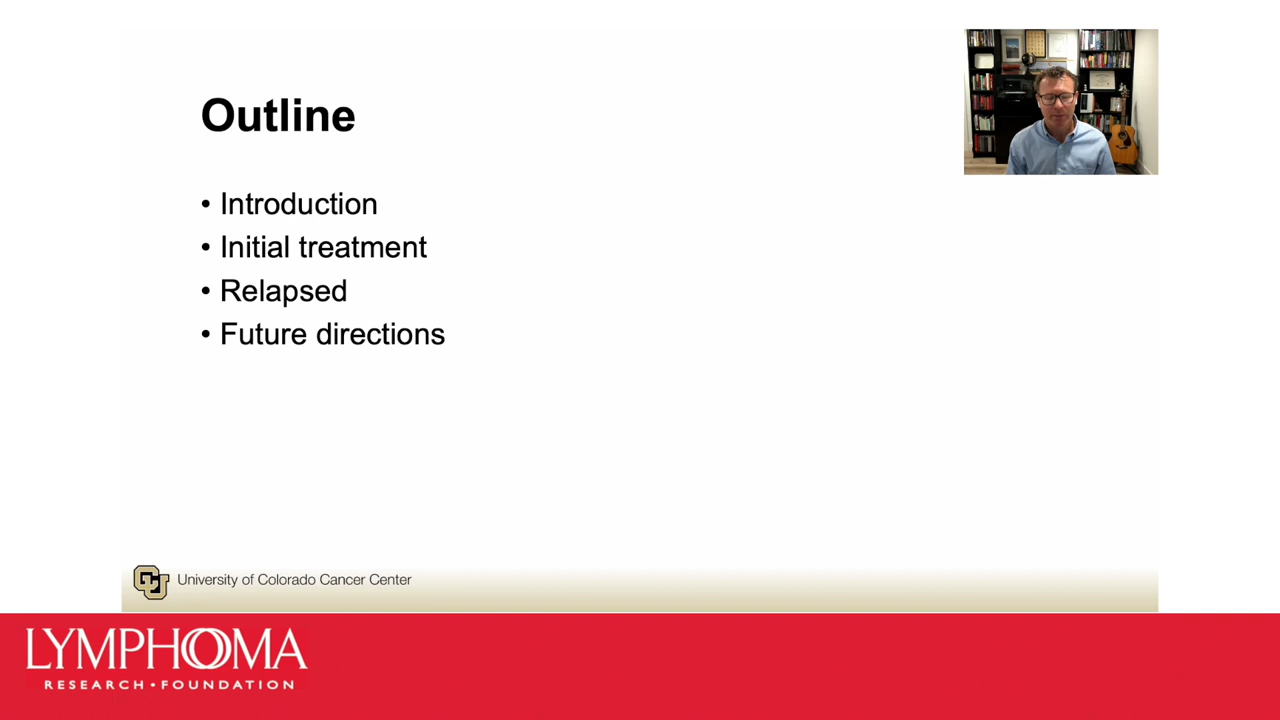 Outline
• Introduction
• Initial treatment
• Relapsed
• Future directions
University of Colorado Cancer Center
LYMPHOMA
RESEARCH • FOUNDATION